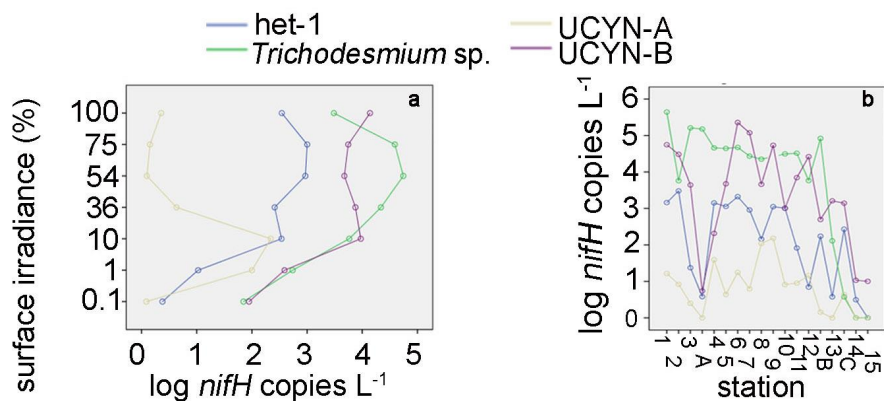 het-1
UCYN-A
Trichodesmium sp.
UCYN-B
a
surface irradiance (%)
100
75
54
36
10
1
0.1
0 1 2 3 4 5
log nifH copies L-1
b
log nifH copies L-1
6
5
4
3
2
1
0
1 2 3 A 4 5 6 7 8 9 10 11 12 B 13 C 14 15
station